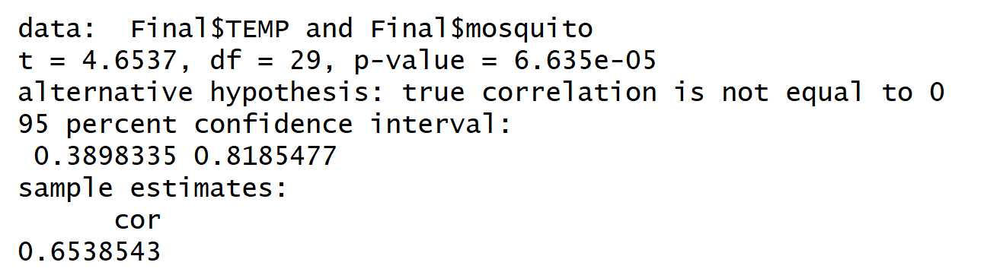 data:  Final$TEMP and Final$mosquito
t = 4.6537, df = 29, p-value = 6.635e-05
alternative hypothesis: true correlation is not equal to 0
95 percent confidence interval:
 0.3898335 0.8185477
sample estimates:
      cor
0.6538543